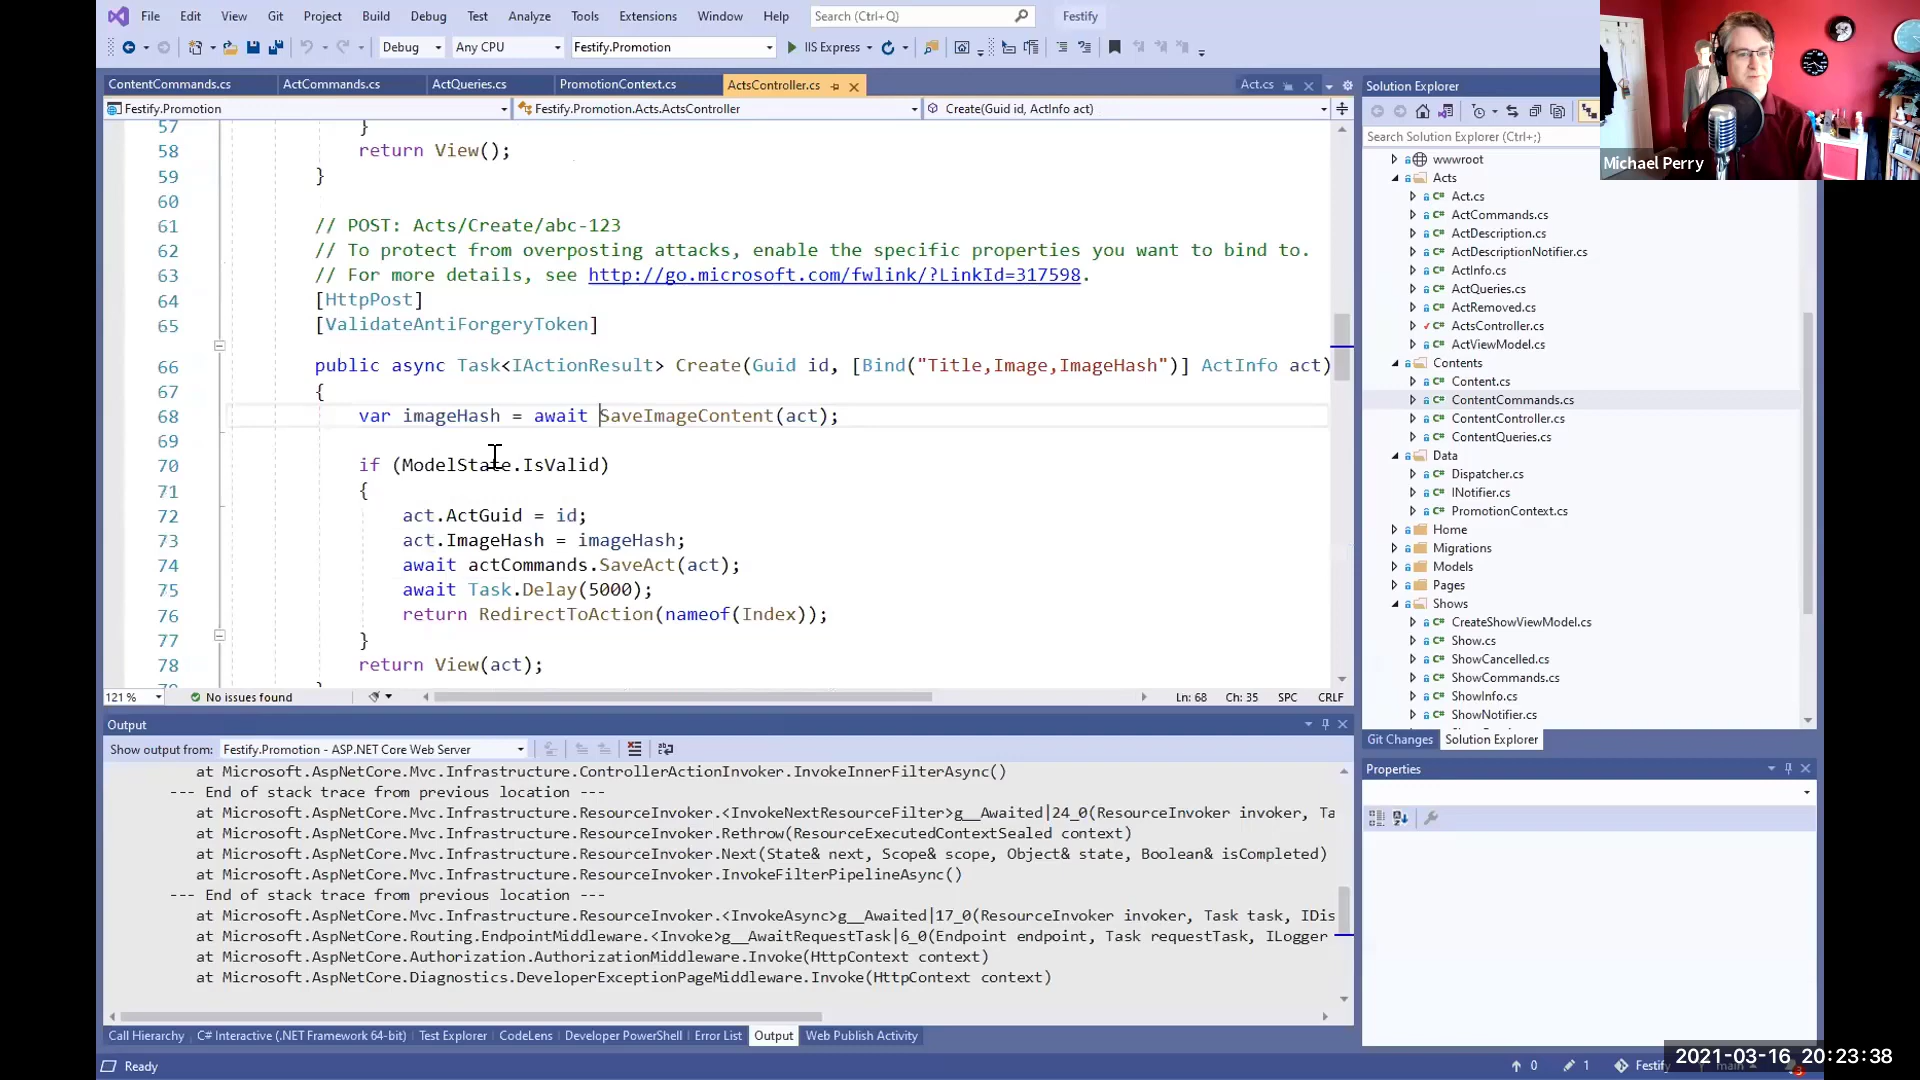 File Edit View Git Project Build Debug Test Analyze Tools Extensions Window Help Search (Ctrl+Q) Festify
Debug Any CPU Festify.Promotion IIS Express
ContentCommands.cs ActCommands.cs ActQueries.cs PromotionContext.cs ActsController.cs Act.cs
Festify.Promotion Festify.Promotion.Acts.ActsController Create(Guid id, ActInfo act)
57 }
58 return View();
59 }
60
61 // POST: Acts/Create/abc-123
62 // To protect from overposting attacks, enable the specific properties you want to bind to.
63 // For more details, see http://go.microsoft.com/fwlink/?LinkId=317598.
64 [HttpPost]
65 [ValidateAntiForgeryToken]
66 public async Task<IActionResult> Create(Guid id, [Bind("Title,Image,ImageHash")] ActInfo act)
67 {
68 var imageHash = await SaveImageContent(act);
69
70 if (ModelState.IsValid)
71 {
72 act.ActGuid = id;
73 act.ImageHash = imageHash;
74 await actCommands.SaveAct(act);
75 await Task.Delay(5000);
76 return RedirectToAction(nameof(Index));
77 }
78 return View(act);
121 % No issues found Ln: 68 Ch: 35 SPC CRLF
Output
Show output from: Festify.Promotion - ASP.NET Core Web Server
at Microsoft.AspNetCore.Mvc.Infrastructure.ControllerActionInvoker.InvokeInnerFilterAsync()
--- End of stack trace from previous location ---
at Microsoft.AspNetCore.Mvc.Infrastructure.ResourceInvoker.<InvokeNextResourceFilter>g__Awaited|24_0(ResourceInvoker invoker, Ta
at Microsoft.AspNetCore.Mvc.Infrastructure.ResourceInvoker.Rethrow(ResourceExecutedContextSealed context)
at Microsoft.AspNetCore.Mvc.Infrastructure.ResourceInvoker.Next(State& next, Scope& scope, Object& state, Boolean& isCompleted)
at Microsoft.AspNetCore.Mvc.Infrastructure.ResourceInvoker.InvokeFilterPipelineAsync()
--- End of stack trace from previous location ---
at Microsoft.AspNetCore.Mvc.Infrastructure.ResourceInvoker.<InvokeAsync>g__Awaited|17_0(ResourceInvoker invoker, Task task, IDis
at Microsoft.AspNetCore.Routing.EndpointMiddleware.<Invoke>g__AwaitRequestTask|6_0(Endpoint endpoint, Task requestTask, ILogger
at Microsoft.AspNetCore.Authorization.AuthorizationMiddleware.Invoke(HttpContext context)
at Microsoft.AspNetCore.Diagnostics.DeveloperExceptionPageMiddleware.Invoke(HttpContext context)
Call Hierarchy C# Interactive (.NET Framework 64-bit) Test Explorer CodeLens Developer PowerShell Error List Output Web Publish Activity
Ready
Solution Explorer
Search Solution Explorer (Ctrl+;)
wwwroot
Acts
C# Act.cs
C# ActCommands.cs
C# ActDescription.cs
C# ActDescriptionNotifier.cs
C# ActInfo.cs
C# ActQueries.cs
C# ActRemoved.cs
C# ActsController.cs
C# ActViewModel.cs
Contents
C# Content.cs
C# ContentCommands.cs
C# ContentController.cs
C# ContentQueries.cs
Data
C# Dispatcher.cs
C# INotifier.cs
C# PromotionContext.cs
Home
Migrations
Models
Pages
Shows
C# CreateShowViewModel.cs
C# Show.cs
C# ShowCancelled.cs
C# ShowCommands.cs
C# ShowInfo.cs
C# ShowNotifier.cs
Git Changes Solution Explorer
Properties
0 1 Festify main
Michael Perry
2021-03-16 20:23:38